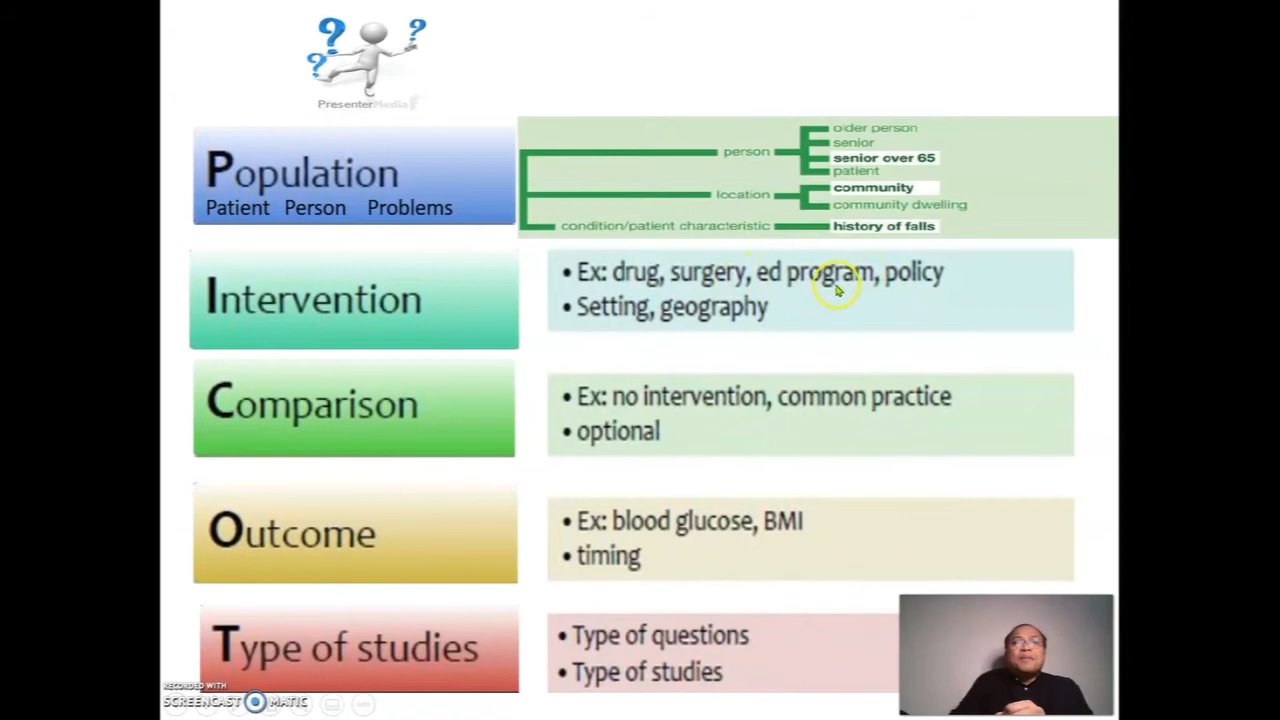 ? ? ?
PresenterMedia
Population
Patient Person Problems
person
older person
senior
senior over 65
patient
location
community
community dwelling
condition/patient characteristic
history of falls
Intervention
• Ex: drug, surgery, ed program, policy
• Setting, geography
Comparison
• Ex: no intervention, common practice
• optional
Outcome
• Ex: blood glucose, BMI
• timing
Type of studies
• Type of questions
• Type of studies
RECORDED WITH
SCREENCAST MATIC